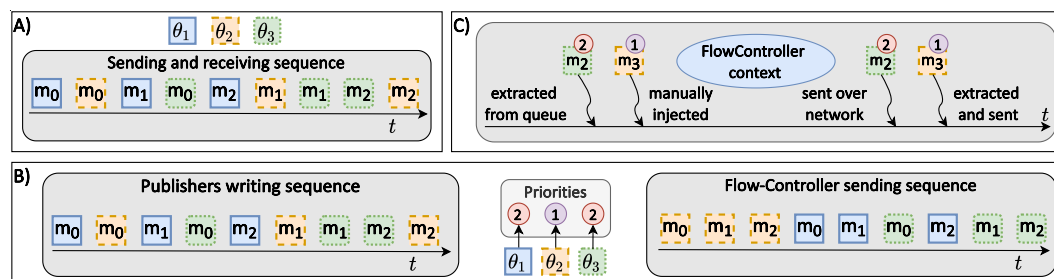 A)
θ1 θ2 θ3
Sending and receiving sequence
m0 m0 m1 m0 m2 m1 m1 m2 m2
t
C)
2 1 2 1
m2 m3 m2 m3
FlowController
context
extracted
from queue
manually
injected
sent over
network
extracted
and sent
t
B)
Publishers writing sequence
m0 m0 m1 m0 m2 m1 m1 m2 m2
t
Priorities
2 1 2
θ1 θ2 θ3
Flow-Controller sending sequence
m0 m1 m2 m0 m1 m0 m2 m1 m2
t